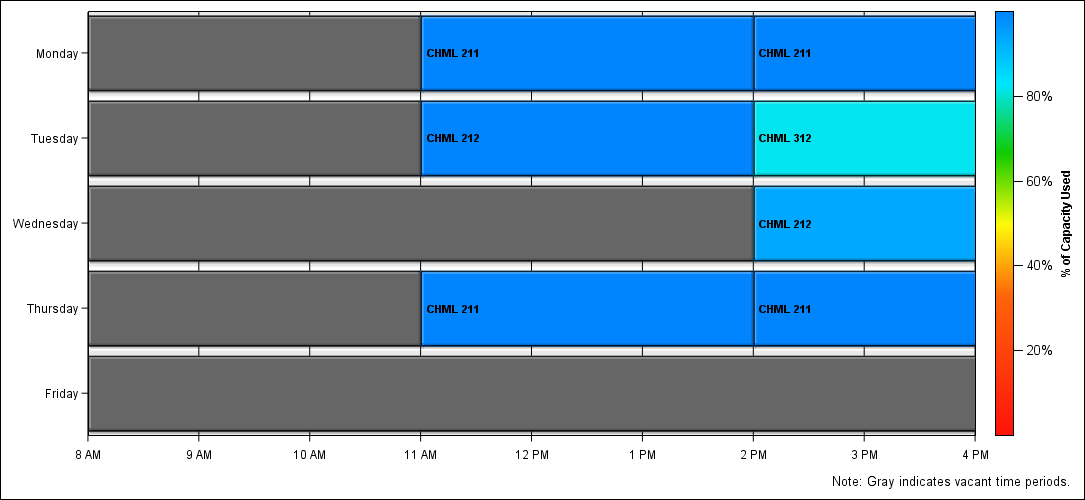 Monday
CHML 211
CHML 211
Tuesday
CHML 212
CHML 312
Wednesday
CHML 212
Thursday
CHML 211
CHML 211
Friday
8 AM
9 AM
10 AM
11 AM
12 PM
1 PM
2 PM
3 PM
4 PM
80%
60%
40%
20%
% of Capacity Used
Note: Gray indicates vacant time periods.